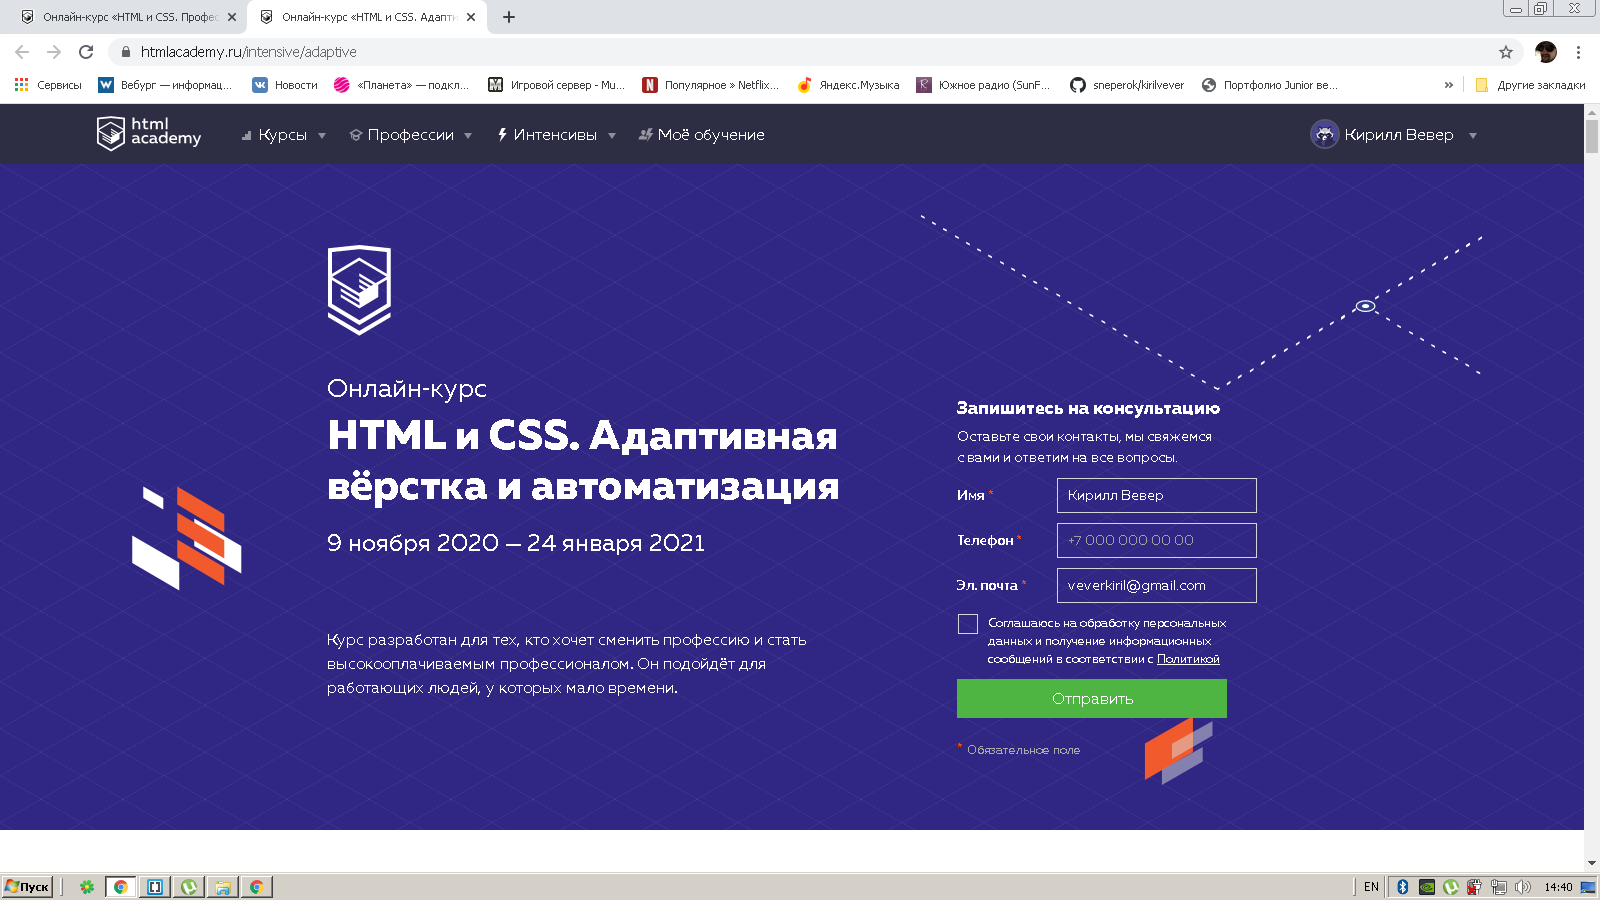 Онлайн-курс «HTML и CSS. Профес
Онлайн-курс «HTML и CSS. Адапти
htmlacademy.ru/intensive/adaptive
Сервисы
Вебург — информац...
Новости
«Планета» — подкл...
Игровой сервер - Mu...
Популярное » Netflix...
Яндекс.Музыка
Южное радио (SunF...
sneperok/kirilvever
Портфолио Junior ве...
»
Другие закладки
html
academy
Курсы
Профессии
Интенсивы
Моё обучение
Кирилл Вевер
Онлайн-курс
HTML и CSS. Адаптивная
вёрстка и автоматизация
9 ноября 2020 — 24 января 2021
Курс разработан для тех, кто хочет сменить профессию и стать
высокооплачиваемым профессионалом. Он подойдёт для
работающих людей, у которых мало времени.
Запишитесь на консультацию
Оставьте свои контакты, мы свяжемся
с вами и ответим на все вопросы.
Имя * Кирилл Вевер
Телефон * +7 000 000 00 00
Эл. почта * veverkiril@gmail.com
Соглашаюсь на обработку персональных
данных и получение информационных
сообщений в соответствии с Политикой
Отправить
* Обязательное поле
Пуск
EN
14:40